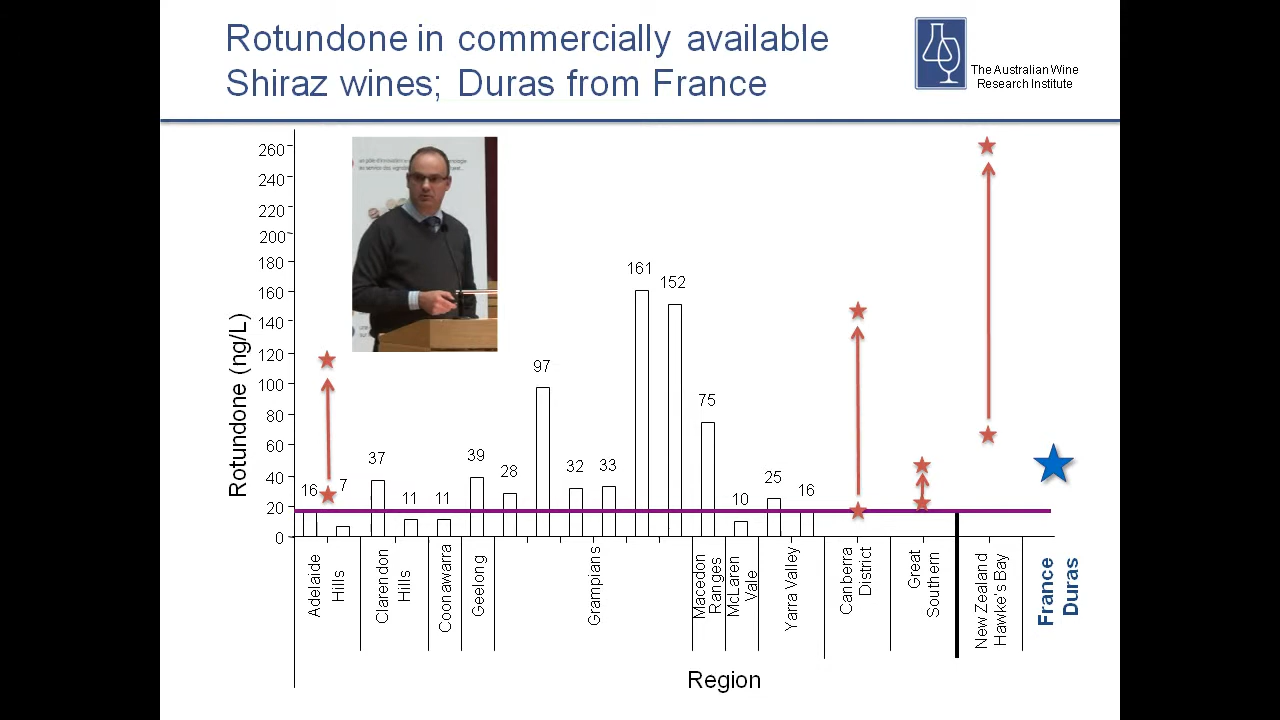 Rotundone in commercially available
Shiraz wines; Duras from France
The Australian Wine
Research Institute
Rotundone (ng/L)
260
240
220
200
180
160
140
120
100
80
60
40
20
0
16
7
37
11
11
39
28
97
32
33
161
152
75
10
25
16
Adelaide
Hills
Clarendon
Hills
Coonawarra
Geelong
Grampians
Macedon
Ranges
McLaren
Vale
Yarra Valley
Canberra
District
Great
Southern
New Zealand
Hawke's Bay
France
Duras
Region